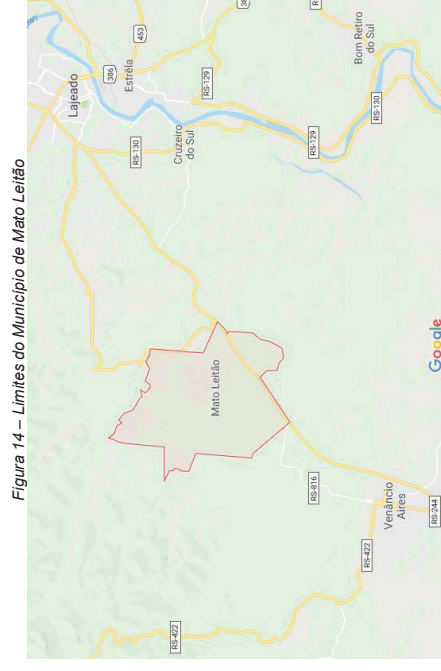 Figura 14 – Limites do Município de Mato Leitão
Lajeado
386
453
Estrêla
RS-129
RS-130
Cruzeiro
do Sul
Bom Retiro
do Sul
RS-129
RS-130
Mato Leitão
RS-816
Venâncio
Aires
RS-422
RS-422
RS-244
Google